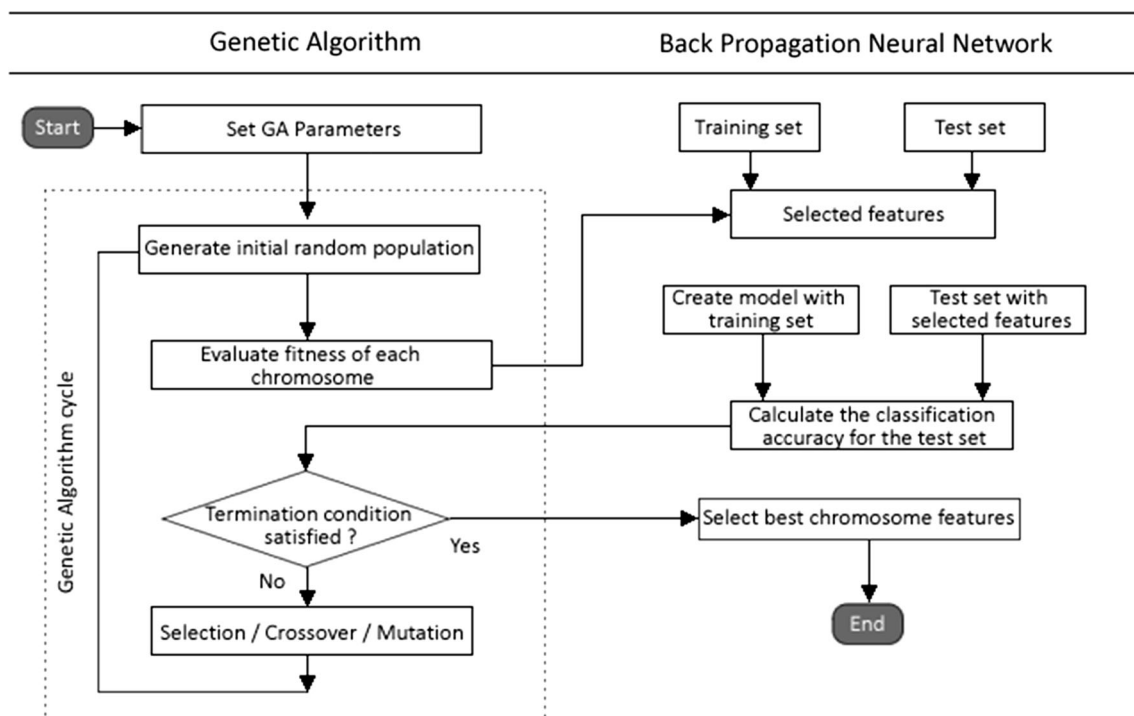 Genetic Algorithm
Back Propagation Neural Network
Start
Set GA Parameters
Training set
Test set
Selected features
Generate initial random population
Create model with
training set
Test set with
selected features
Evaluate fitness of each
chromosome
Genetic Algorithm cycle
Calculate the classification
accuracy for the test set
Termination condition
satisfied ?
Yes
No
Select best chromosome features
Selection / Crossover / Mutation
End